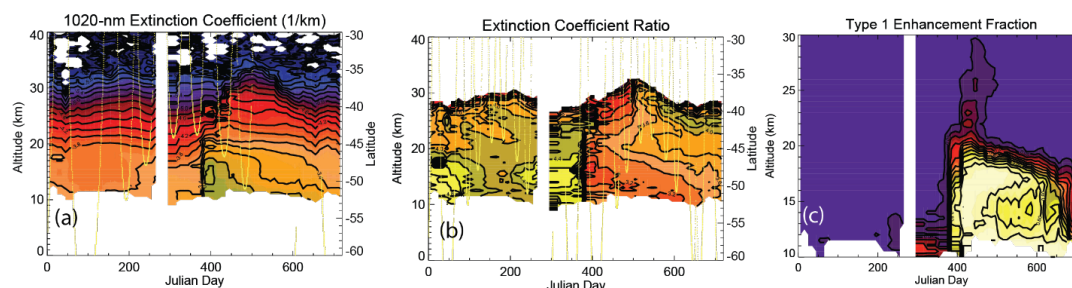 1020-nm Extinction Coefficient (1/km)
40
30
20
10
0
Altitude (km)
-30
-35
-40
-45
-50
-55
-60
Latitude
(a)
0 200 400 600
Julian Day
Extinction Coefficient Ratio
40
30
20
10
0
Altitude (km)
-30
-35
-40
-45
-50
-55
-60
Latitude
(b)
0 200 400 600
Julian Day
Type 1 Enhancement Fraction
30
25
20
15
10
Altitude (km)
(c)
0 200 400 600
Julian Day